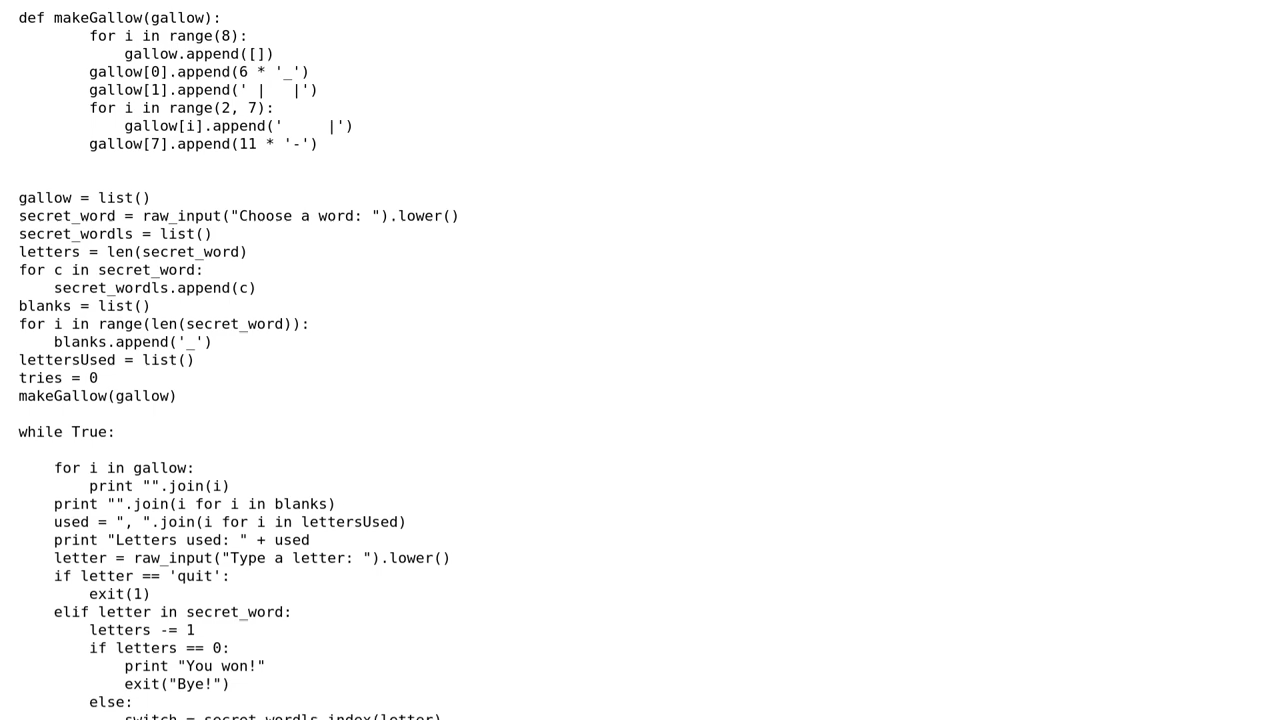 def makeGallow(gallow):
        for i in range(8):
            gallow.append([])
        gallow[0].append(6 * '_')
        gallow[1].append(' |   |')
        for i in range(2, 7):
            gallow[i].append('     |')
        gallow[7].append(11 * '-')


gallow = list()
secret_word = raw_input("Choose a word: ").lower()
secret_wordls = list()
letters = len(secret_word)
for c in secret_word:
    secret_wordls.append(c)
blanks = list()
for i in range(len(secret_word)):
    blanks.append('_')
lettersUsed = list()
tries = 0
makeGallow(gallow)

while True:

    for i in gallow:
        print "".join(i)
    print "".join(i for i in blanks)
    used = ", ".join(i for i in lettersUsed)
    print "Letters used: " + used
    letter = raw_input("Type a letter: ").lower()
    if letter == 'quit':
        exit(1)
    elif letter in secret_word:
        letters -= 1
        if letters == 0:
            print "You won!"
            exit("Bye!")
        else:
            switch = secret_wordls.index(letter)